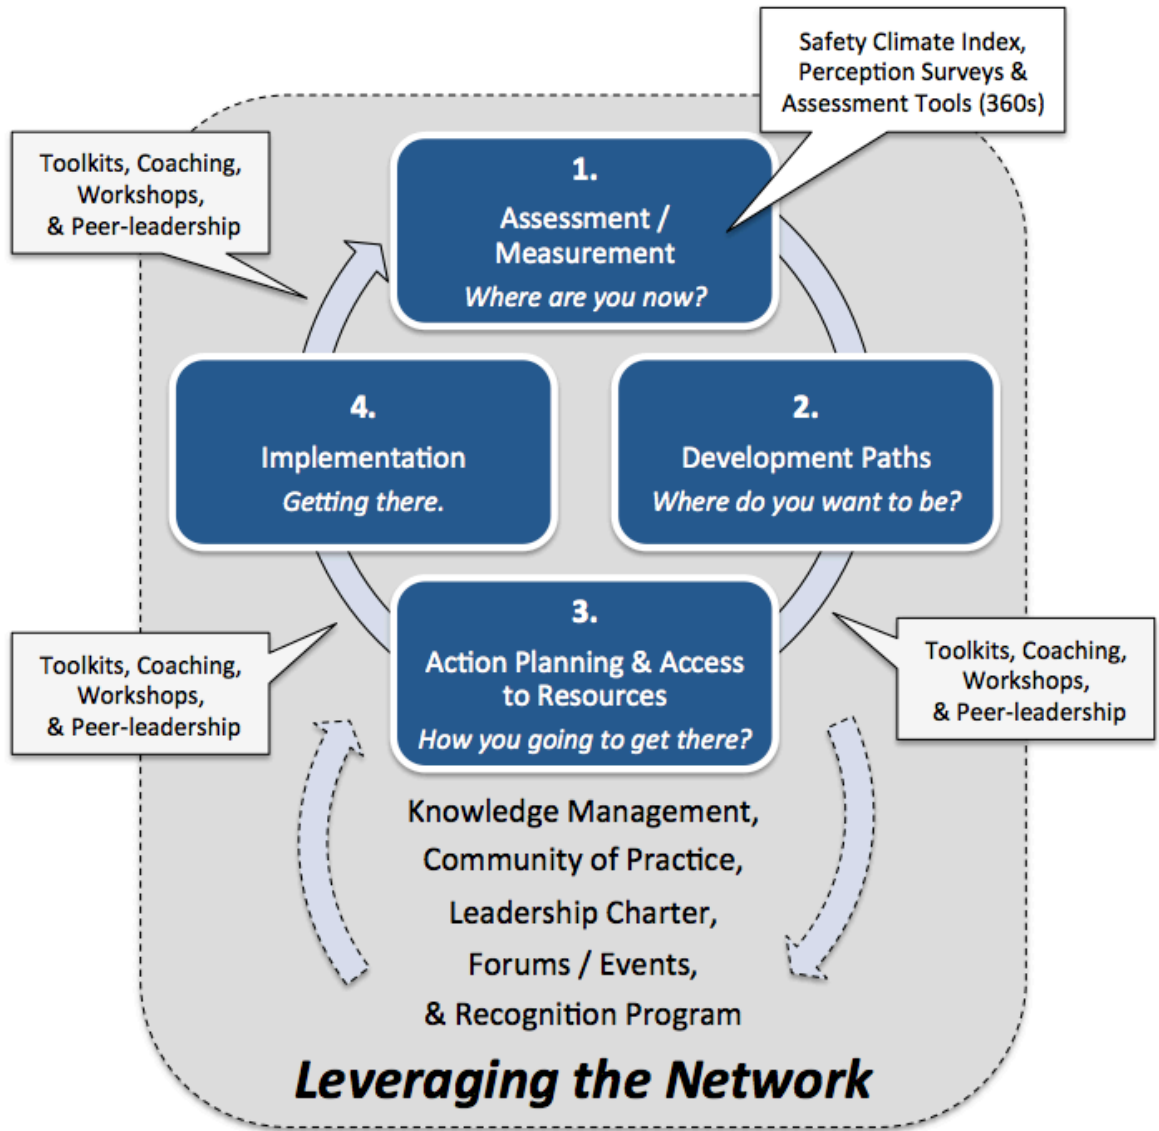 Safety Climate Index,
Perception Surveys &
Assessment Tools (360s)
Toolkits, Coaching,
Workshops,
& Peer-leadership
1.
Assessment /
Measurement
Where are you now?
4.
Implementation
Getting there.
2.
Development Paths
Where do you want to be?
3.
Action Planning & Access
to Resources
How you going to get there?
Toolkits, Coaching,
Workshops,
& Peer-leadership
Toolkits, Coaching,
Workshops,
& Peer-leadership
Knowledge Management,
Community of Practice,
Leadership Charter,
Forums / Events,
& Recognition Program
Leveraging the Network